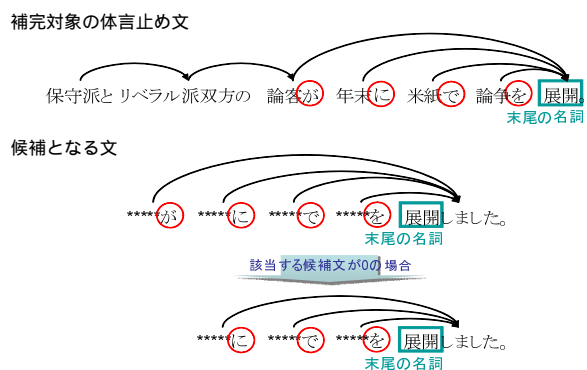 補完対象の体言止め文
保守派とリベラル派双方の 論客が 年末に 米紙で 論争を 展開。
末尾の名詞
候補となる文
*****が *****に *****で *****を 展開しました。
末尾の名詞
該当する候補文が0の場合
*****に *****で *****を 展開しました。
末尾の名詞